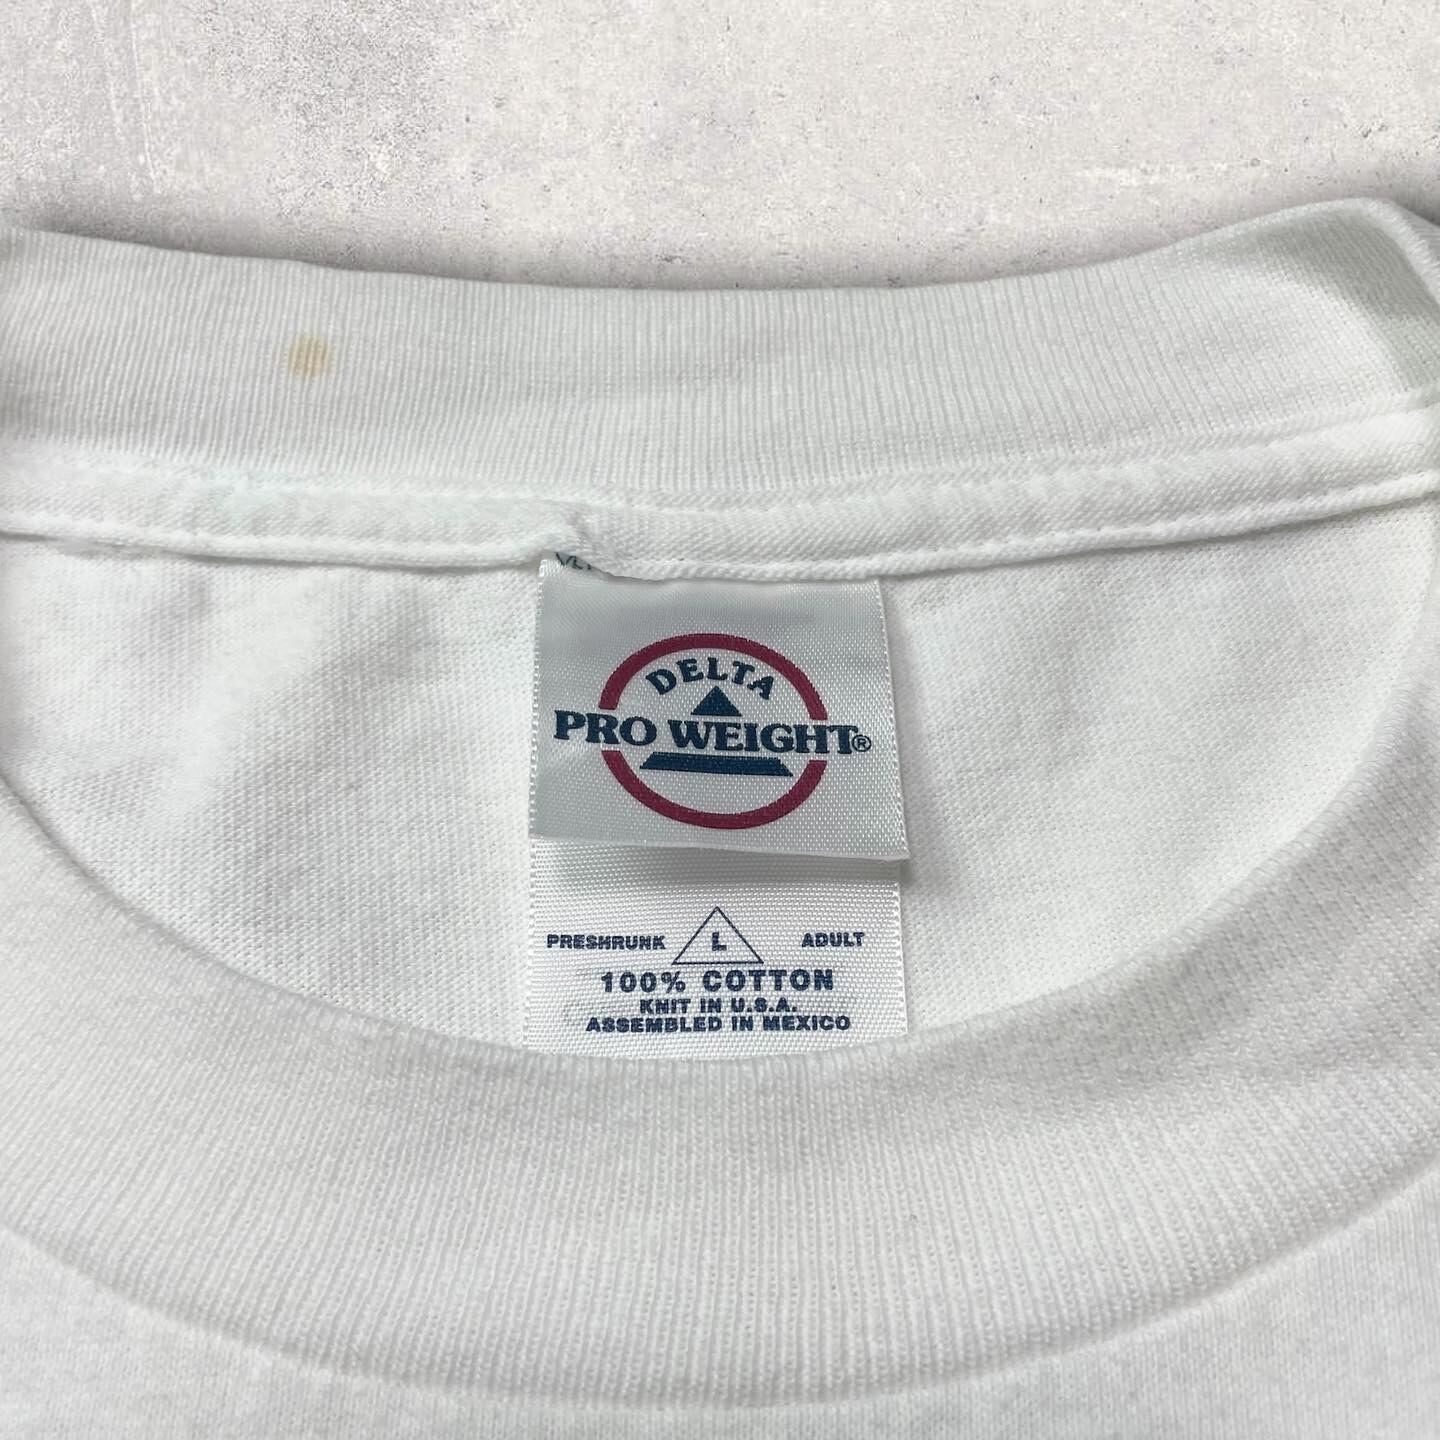 DELTA
PRO WEIGHT®
PRESHRUNK L ADULT
100% COTTON
KNIT IN U.S.A.
ASSEMBLED IN MEXICO